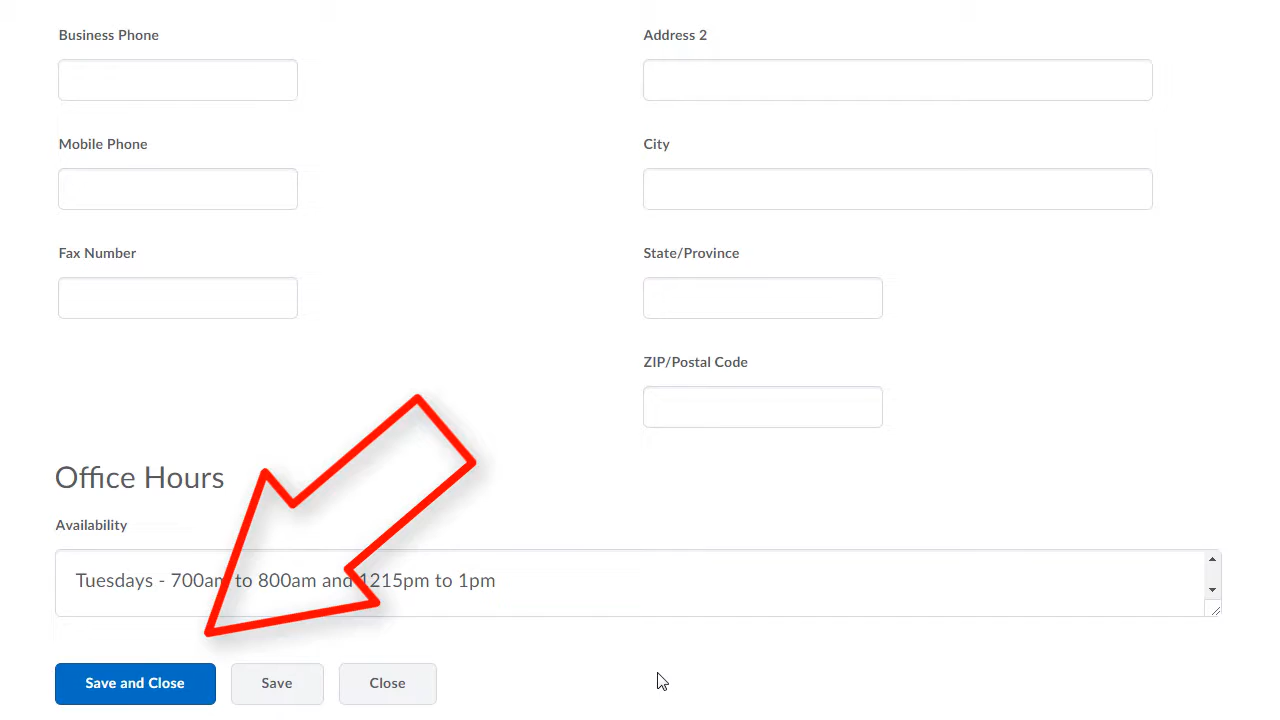 Business Phone
Address 2
Mobile Phone
City
Fax Number
State/Province
ZIP/Postal Code
Office Hours
Availability
Tuesdays - 700am to 800am and 1215pm to 1pm
Save and Close
Save
Close